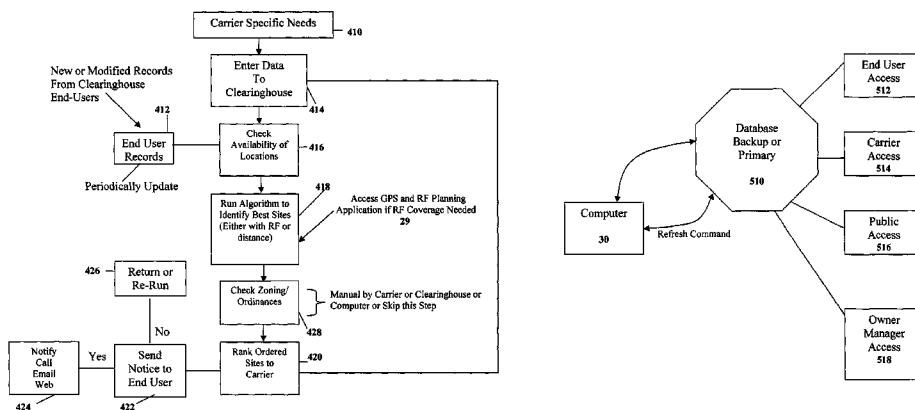 Carrier Specific Needs
410
Enter Data
To
Clearinghouse
414
New or Modified Records
From Clearinghouse
End-Users
412
End User
Records
Periodically Update
Check
Availability of
Locations
416
418
Run Algorithm to
Identify Best Sites
(Either with RF or
distance)
Access GPS and RF Planning
Application if RF Coverage Needed
29
426
Return or
Re-Run
Check Zoning/
Ordinances
428
Manual by Carrier or Clearinghouse or
Computer or Skip this Step
No
Notify
Call
Email
Web
424
Yes
Send
Notice to
End User
422
Rank Ordered
Sites to
Carrier
420
Database
Backup or
Primary
510
Computer
30
Refresh Command
End User
Access
512
Carrier
Access
514
Public
Access
516
Owner
Manager
Access
518